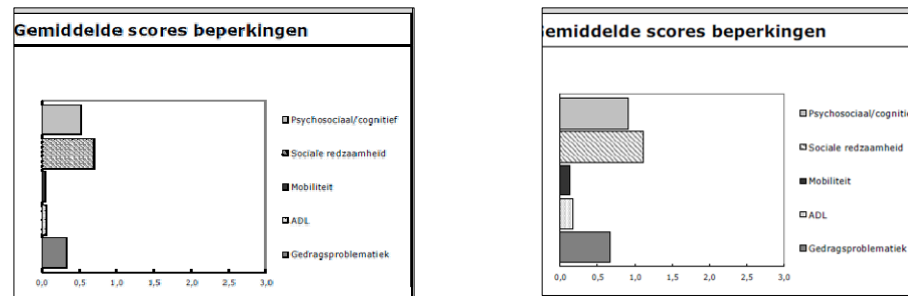 Gemiddelde scores beperkingen
Psychosociaal/cognitief
Sociale redzaamheid
Mobiliteit
ADL
Gedragsproblematiek
0,0 0,5 1,0 1,5 2,0 2,5 3,0
emiddelde scores beperkingen
Psychosociaal/cogniti
Sociale redzaamheid
Mobiliteit
ADL
Gedragsproblematiek
0,0 0,5 1,0 1,5 2,0 2,5 3,0